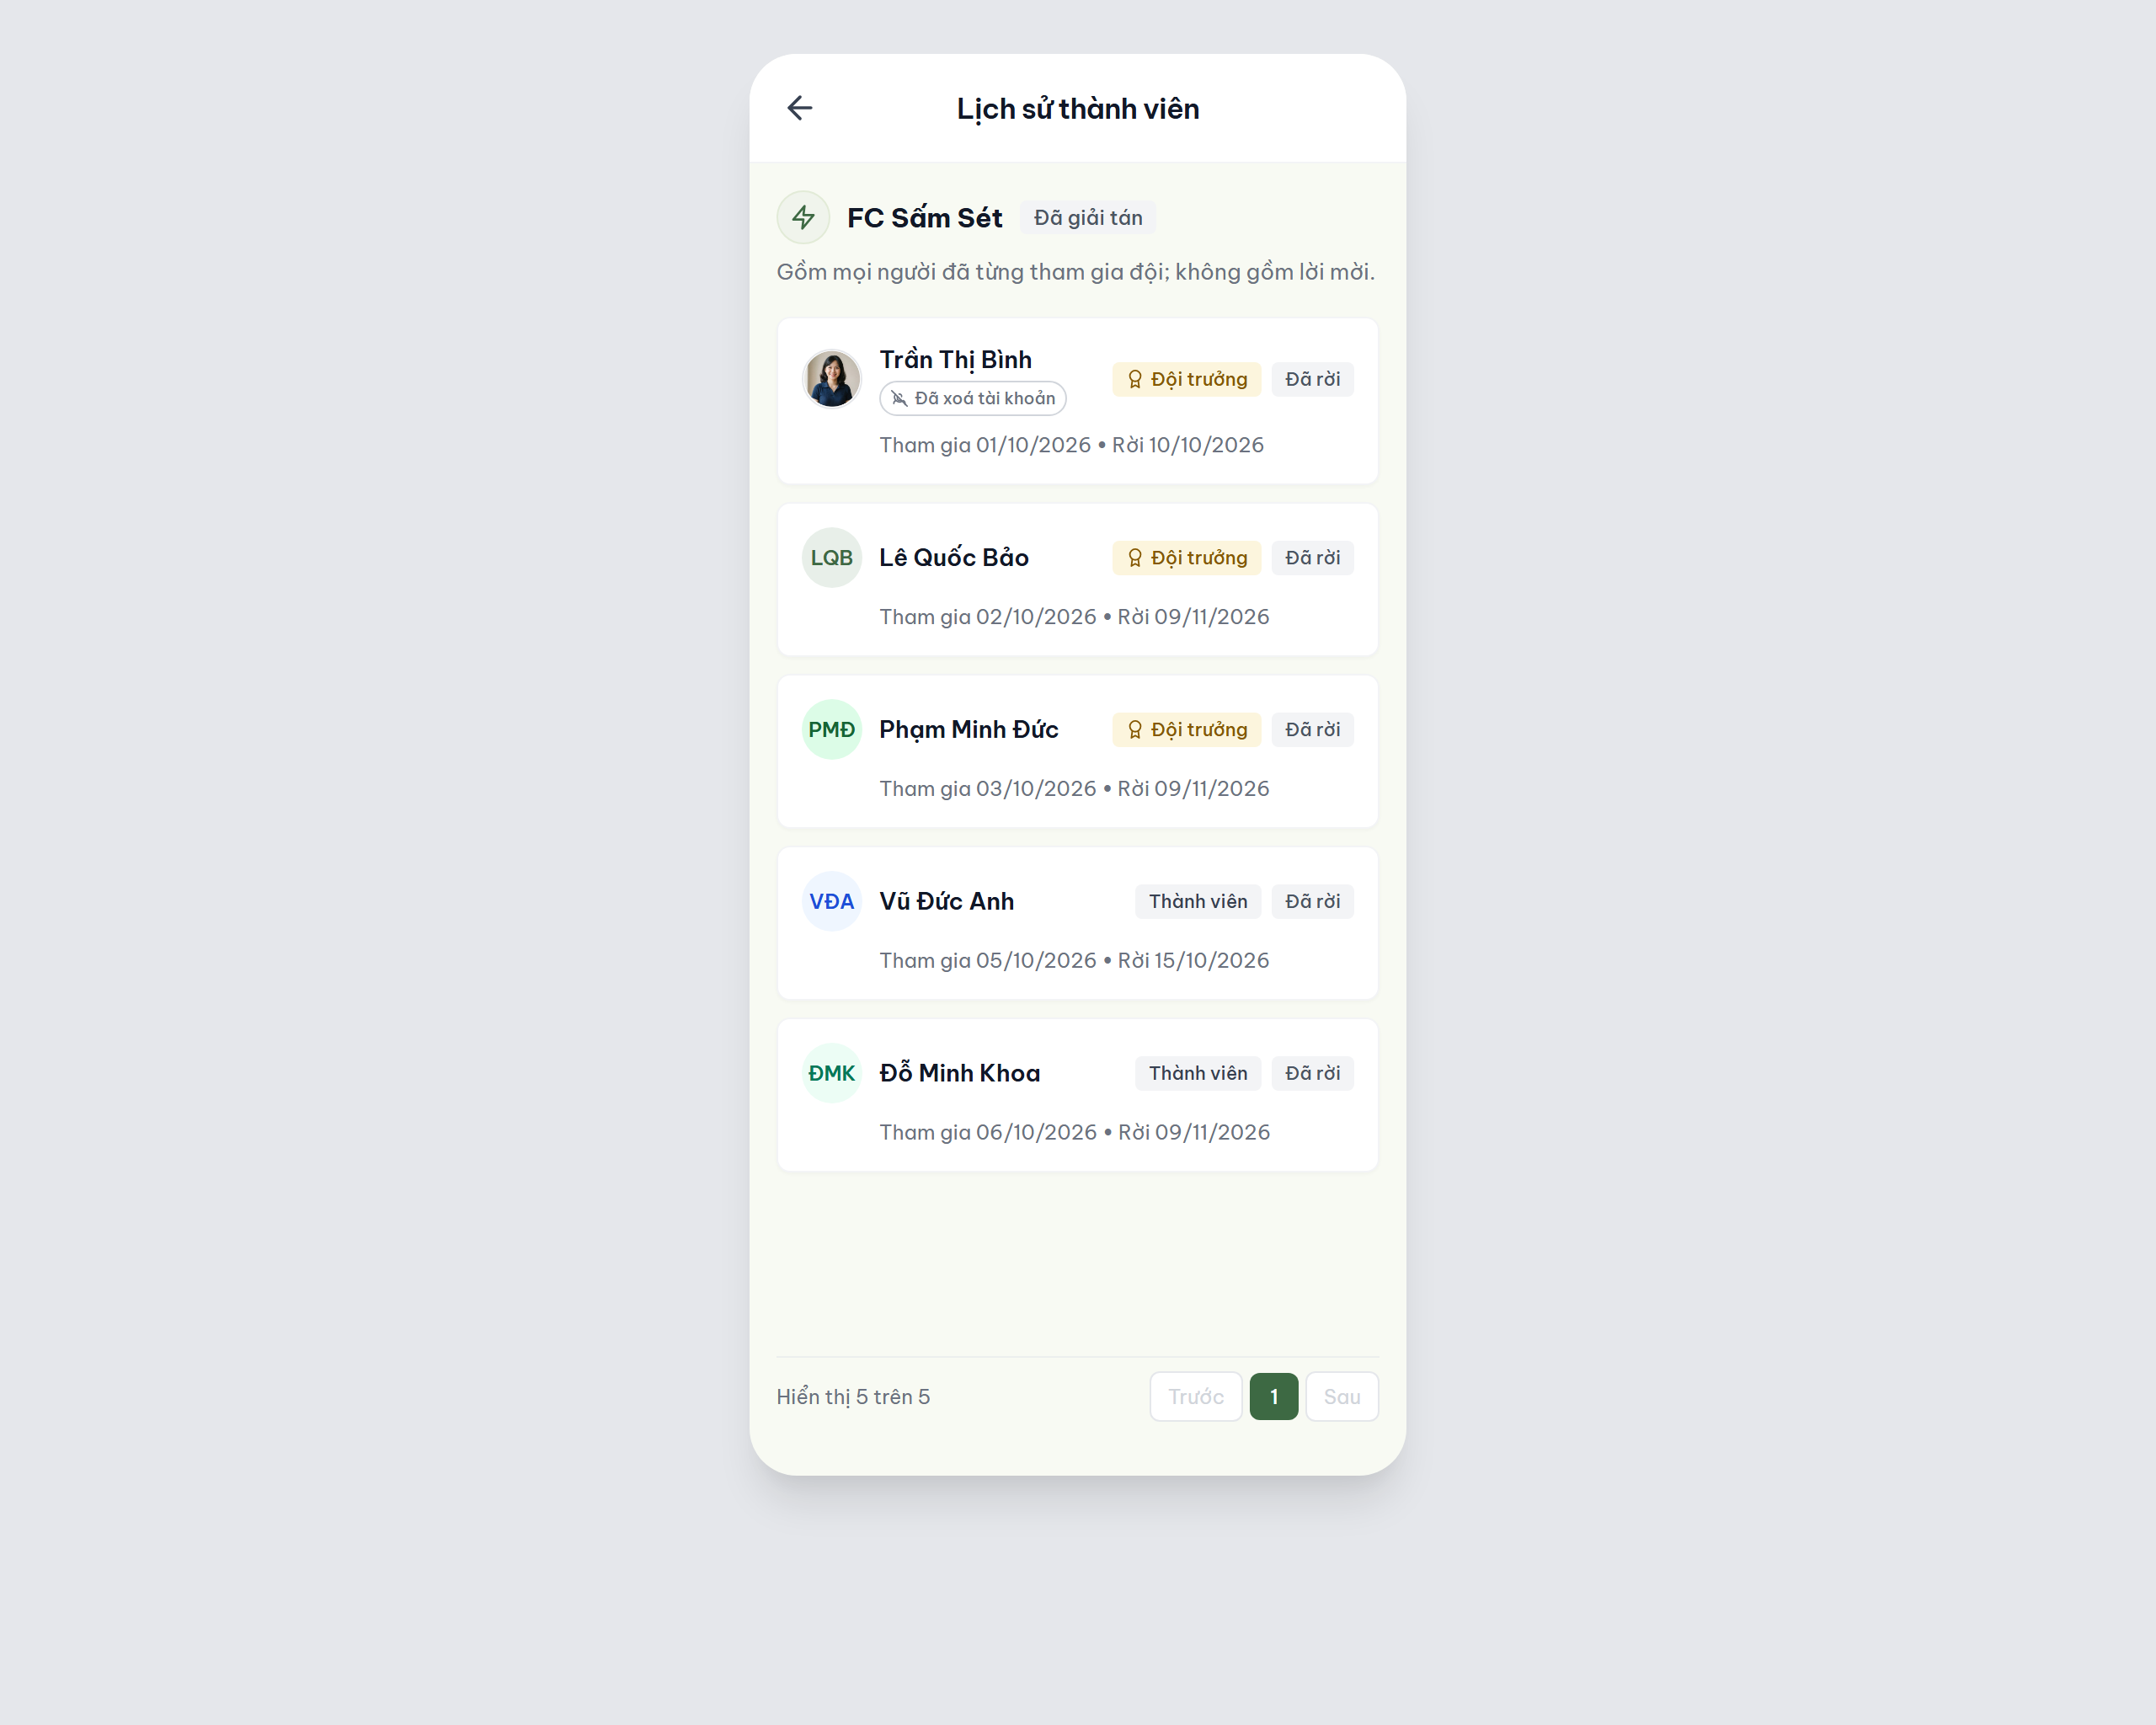 Lịch sử thành viên
FC Sấm Sét
Đã giải tán
Gồm mọi người đã từng tham gia đội; không gồm lời mời.
Trần Thị Bình
Đã xoá tài khoản
Đội trưởng
Đã rời
Tham gia 01/10/2026 • Rời 10/10/2026
LQB
Lê Quốc Bảo
Đội trưởng
Đã rời
Tham gia 02/10/2026 • Rời 09/11/2026
PMĐ
Phạm Minh Đức
Đội trưởng
Đã rời
Tham gia 03/10/2026 • Rời 09/11/2026
VĐA
Vũ Đức Anh
Thành viên
Đã rời
Tham gia 05/10/2026 • Rời 15/10/2026
ĐMK
Đỗ Minh Khoa
Thành viên
Đã rời
Tham gia 06/10/2026 • Rời 09/11/2026
Hiển thị 5 trên 5
Trước
1
Sau